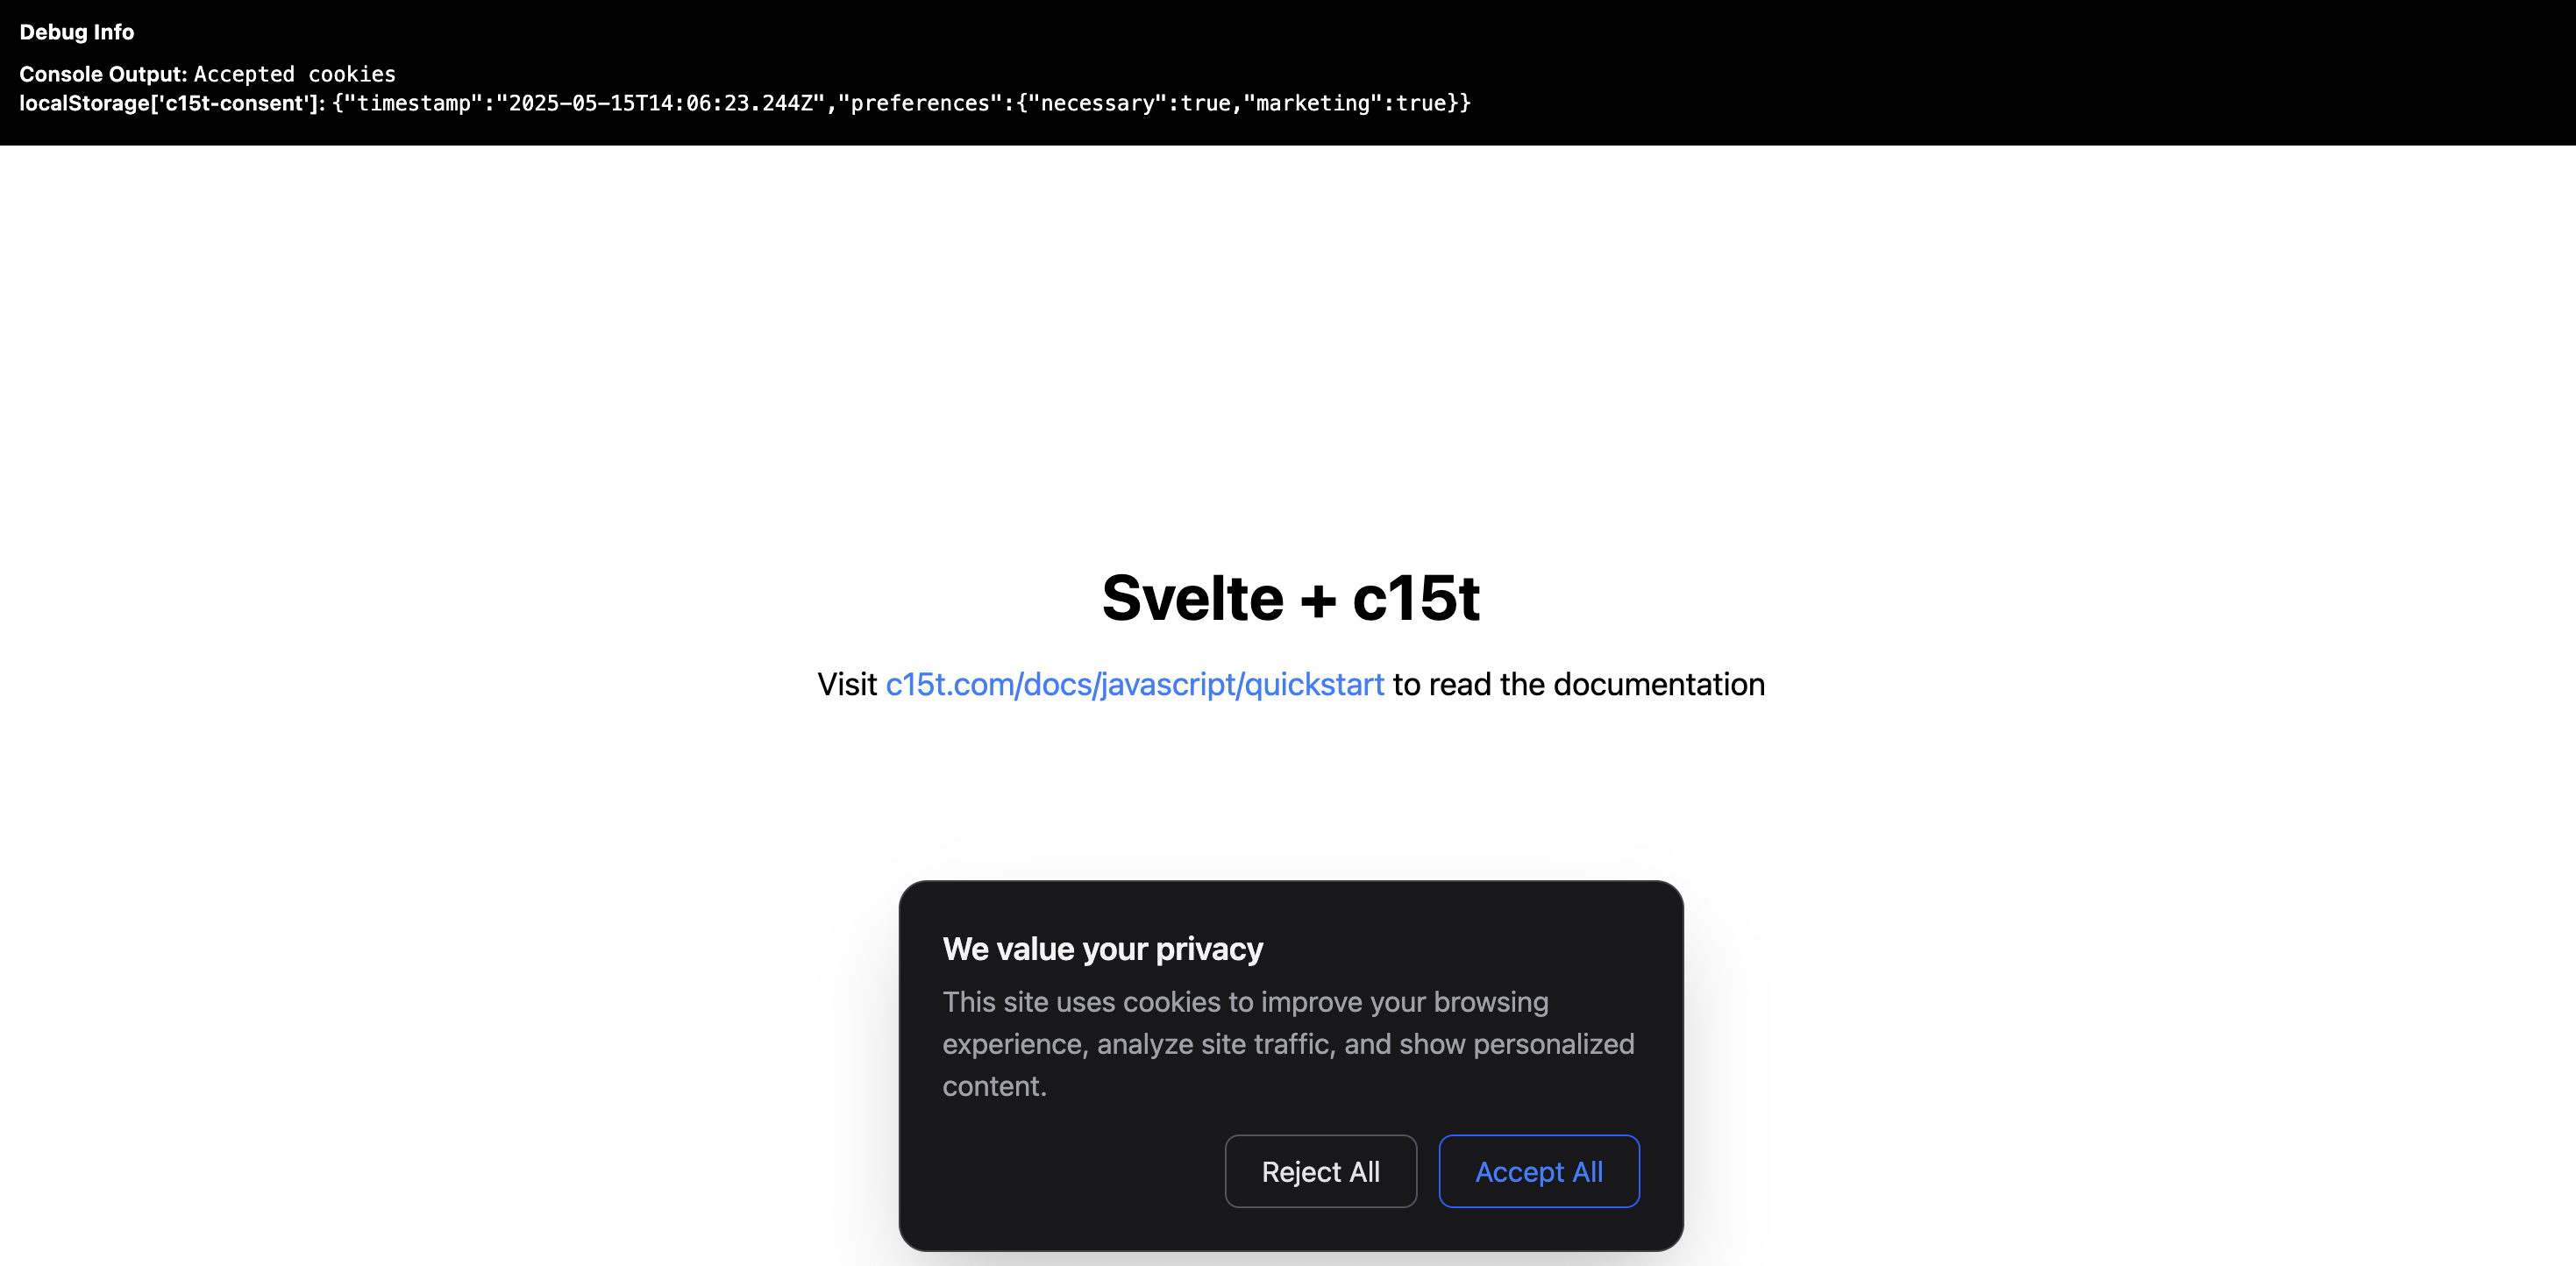 Debug Info
Console Output: Accepted cookies
localStorage['c15t-consent']: {"timestamp":"2025-05-15T14:06:23.244Z","preferences":{"necessary":true,"marketing":true}}
Svelte + c15t
Visit c15t.com/docs/javascript/quickstart to read the documentation
We value your privacy
This site uses cookies to improve your browsing
experience, analyze site traffic, and show personalized
content.
Reject All
Accept All